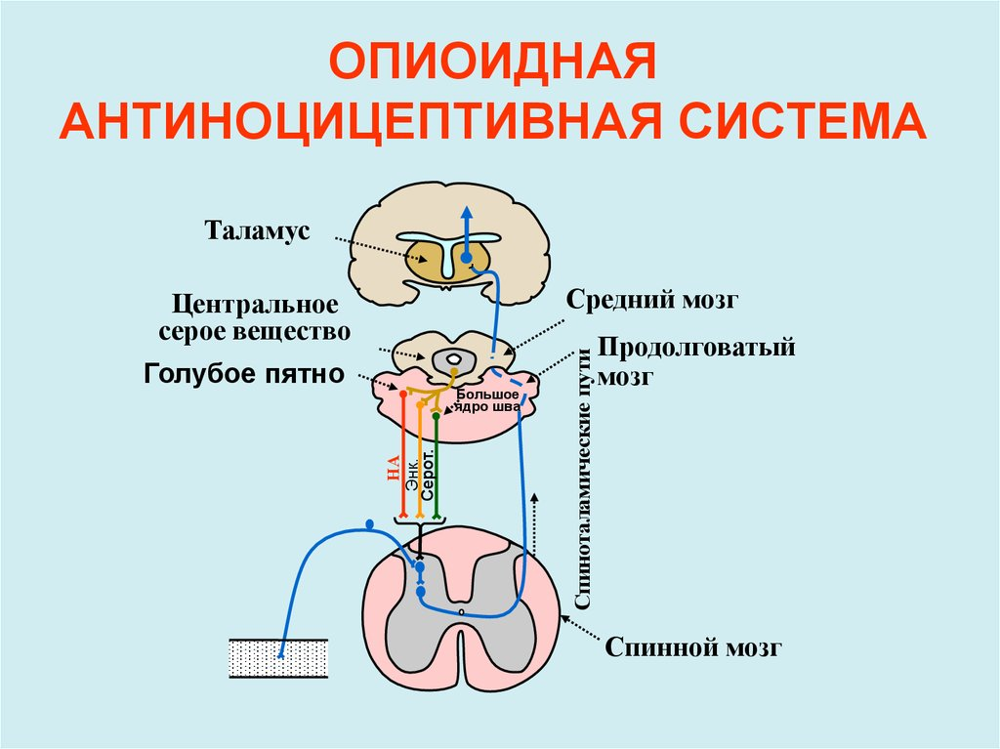 ОПИОИДНАЯ
АНТИНОЦИЦЕПТИВНАЯ СИСТЕМА
Таламус
Центральное
серое вещество
Голубое пятно
Средний мозг
Продолговатый
мозг
Большое
ядро шва
НА
Энк.
Серот.
Спиноталамические пути
Спинной мозг